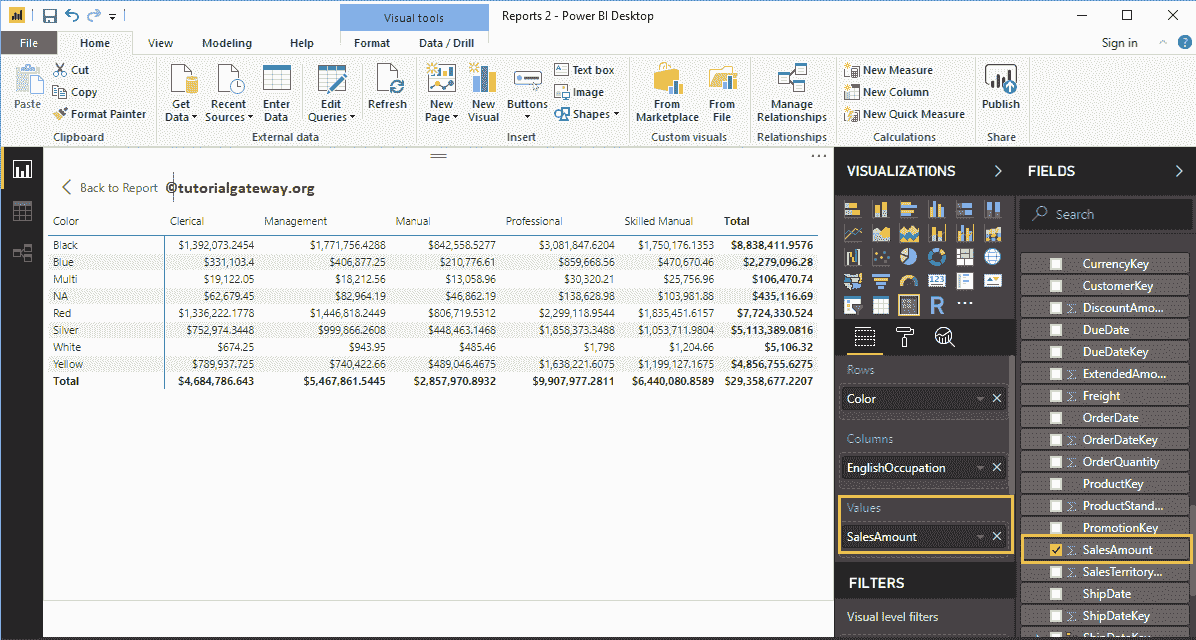 Visual tools
Reports 2 - Power BI Desktop
File Home View Modeling Help Format Data / Drill Sign in
Paste
Cut
Copy
Format Painter
Clipboard
Get Data
Recent Sources
Enter Data
Edit Queries
External data
Refresh
New Page
New Visual
Buttons
Text box
Image
Shapes
Insert
From Marketplace
From File
Custom visuals
Manage Relationships
Relationships
New Measure
New Column
New Quick Measure
Calculations
Publish
Share
Back to Report ©tutorialgateway.org
Color Clerical Management Manual Professional Skilled Manual Total
Black $1,392,073.2454 $1,771,756.4288 $842,558.5277 $3,081,847.6204 $1,750,176.1353 $8,838,411.9576
Blue $331,103.4 $406,877.25 $210,776.61 $859,668.56 $470,670.46 $2,279,096.28
Multi $19,122.05 $18,212.56 $13,058.96 $30,320.21 $25,756.96 $106,470.74
NA $62,679.45 $82,964.19 $46,862.19 $138,628.98 $103,981.88 $435,116.69
Red $1,336,222.1778 $1,446,818.2449 $806,719.5312 $2,299,118.9544 $1,835,451.6157 $7,724,330.524
Silver $752,974.3448 $999,866.2608 $448,463.1468 $1,858,373.3488 $1,053,711.9804 $5,113,389.0816
White $674.25 $943.95 $485.46 $1,798 $1,204.66 $5,106.32
Yellow $789,937.725 $740,422.66 $489,046.4675 $1,638,221.6075 $1,199,127.1675 $4,856,755.6275
Total $4,684,786.643 $5,467,861.5445 $2,857,970.8932 $9,907,977.2811 $6,440,080.8589 $29,358,677.2207
VISUALIZATIONS
Rows
Color
Columns
EnglishOccupation
Values
SalesAmount
FILTERS
Visual level filters
FIELDS
Search
CurrencyKey
CustomerKey
DiscountAmo...
DueDate
DueDateKey
ExtendedAmo...
Freight
OrderDate
OrderDateKey
OrderQuantity
ProductKey
ProductStand...
PromotionKey
SalesAmount
SalesTerritory...
ShipDate
ShipDateKey